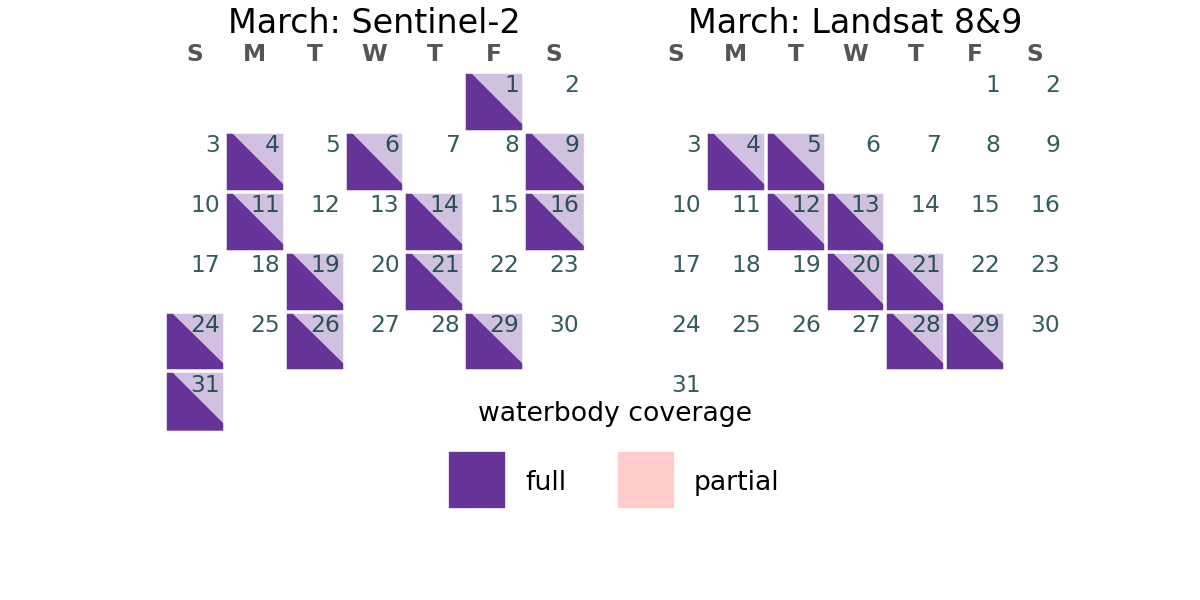 March: Sentinel-2
S M T W T F S
1 2
3 4 5 6 7 8 9
10 11 12 13 14 15 16
17 18 19 20 21 22 23
24 25 26 27 28 29 30
31
March: Landsat 8&9
S M T W T F S
1 2
3 4 5 6 7 8 9
10 11 12 13 14 15 16
17 18 19 20 21 22 23
24 25 26 27 28 29 30
31
waterbody coverage
full partial